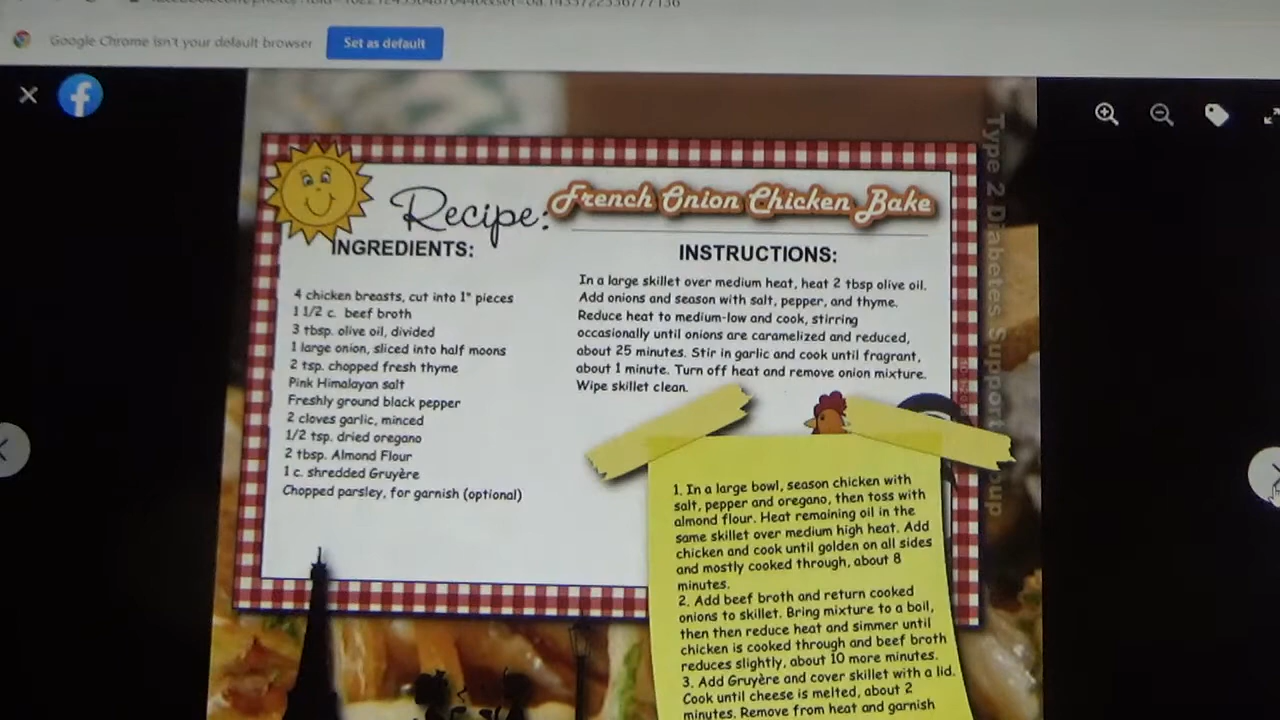 Google Chrome isn't your default browser
Set as default
Type 2 Diabetes Support
Recipe: French Onion Chicken Bake
INGREDIENTS:
4 chicken breasts, cut into 1" pieces
1 1/2 c. beef broth
3 tbsp. olive oil, divided
1 large onion, sliced into half moons
2 tsp. chopped fresh thyme
Pink Himalayan salt
Freshly ground black pepper
2 cloves garlic, minced
1/2 tsp. dried oregano
2 tbsp. Almond Flour
1 c. shredded Gruyère
Chopped parsley, for garnish (optional)
INSTRUCTIONS:
In a large skillet over medium heat, heat 2 tbsp olive oil.
Add onions and season with salt, pepper, and thyme.
Reduce heat to medium-low and cook, stirring
occasionally until onions are caramelized and reduced,
about 25 minutes. Stir in garlic and cook until fragrant,
about 1 minute. Turn off heat and remove onion mixture.
Wipe skillet clean.
1. In a large bowl, season chicken with
salt, pepper and oregano, then toss with
almond flour. Heat remaining oil in the
same skillet over medium high heat. Add
chicken and cook until golden on all sides
and mostly cooked through, about 8
minutes.
2. Add beef broth and return cooked
onions to skillet. Bring mixture to a boil,
then then reduce heat and simmer until
chicken is cooked through and beef broth
reduces slightly, about 10 more minutes.
3. Add Gruyère and cover skillet with a lid.
Cook until cheese is melted, about 2
minutes. Remove from heat and garnish